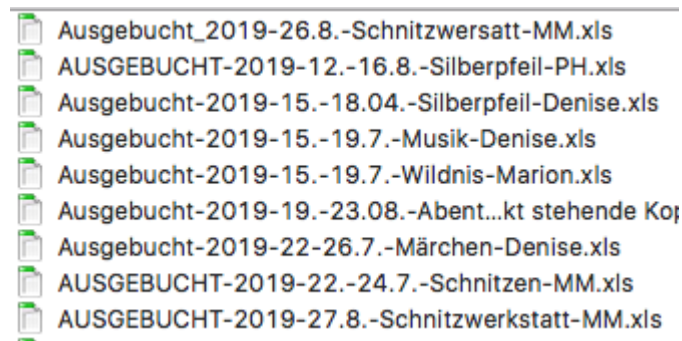 Ausgebucht_2019-26.8.-Schnitzwersatt-MM.xls
AUSGEBUCHT-2019-12.-16.8.-Silberpfeil-PH.xls
Ausgebucht-2019-15.-18.04.-Silberpfeil-Denise.xls
Ausgebucht-2019-15.-19.7.-Musik-Denise.xls
Ausgebucht-2019-15.-19.7.-Wildnis-Marion.xls
Ausgebucht-2019-19.-23.08.-Abent…kt stehende Kop
Ausgebucht-2019-22-26.7.-Märchen-Denise.xls
AUSGEBUCHT-2019-22.-24.7.-Schnitzen-MM.xls
AUSGEBUCHT-2019-27.8.-Schnitzwerkstatt-MM.xls